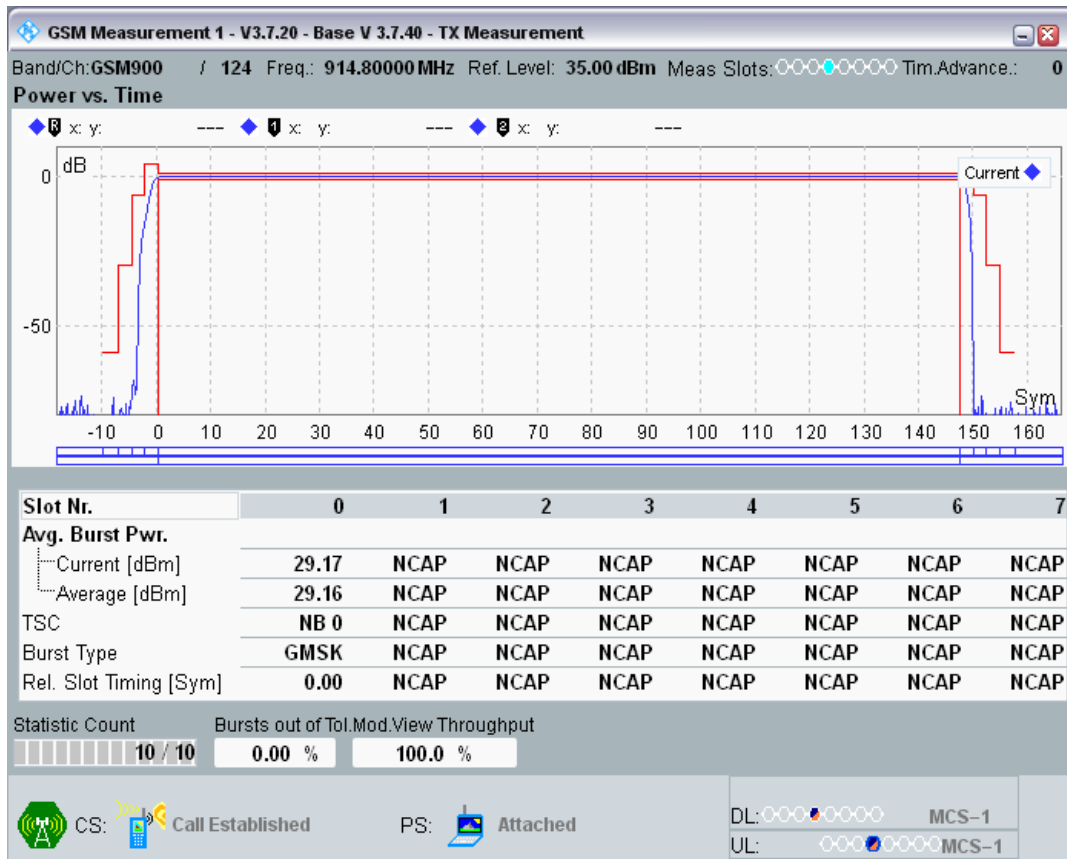 GSM Measurement 1 - V3.7.20 - Base V 3.7.40 - TX Measurement
Band/Ch:GSM900 / 124 Freq.: 914.80000 MHz Ref. Level: 35.00 dBm Meas Slots: Tim.Advance.: 0
Power vs. Time
R x: y: --- 1 x: y: --- 2 x: y: ---
dB
Current
0
-50
Sym
-10 0 10 20 30 40 50 60 70 80 90 100 110 120 130 140 150 160
Slot Nr. 0 1 2 3 4 5 6 7
Avg. Burst Pwr.
Current [dBm] 29.17 NCAP NCAP NCAP NCAP NCAP NCAP NCAP
Average [dBm] 29.16 NCAP NCAP NCAP NCAP NCAP NCAP NCAP
TSC NB 0 NCAP NCAP NCAP NCAP NCAP NCAP NCAP
Burst Type GMSK NCAP NCAP NCAP NCAP NCAP NCAP NCAP
Rel. Slot Timing [Sym] 0.00 NCAP NCAP NCAP NCAP NCAP NCAP NCAP
Statistic Count Bursts out of Tol.Mod.View Throughput
10 / 10 0.00 % 100.0 %
CS: Call Established PS: Attached
DL: MCS-1
UL: MCS-1